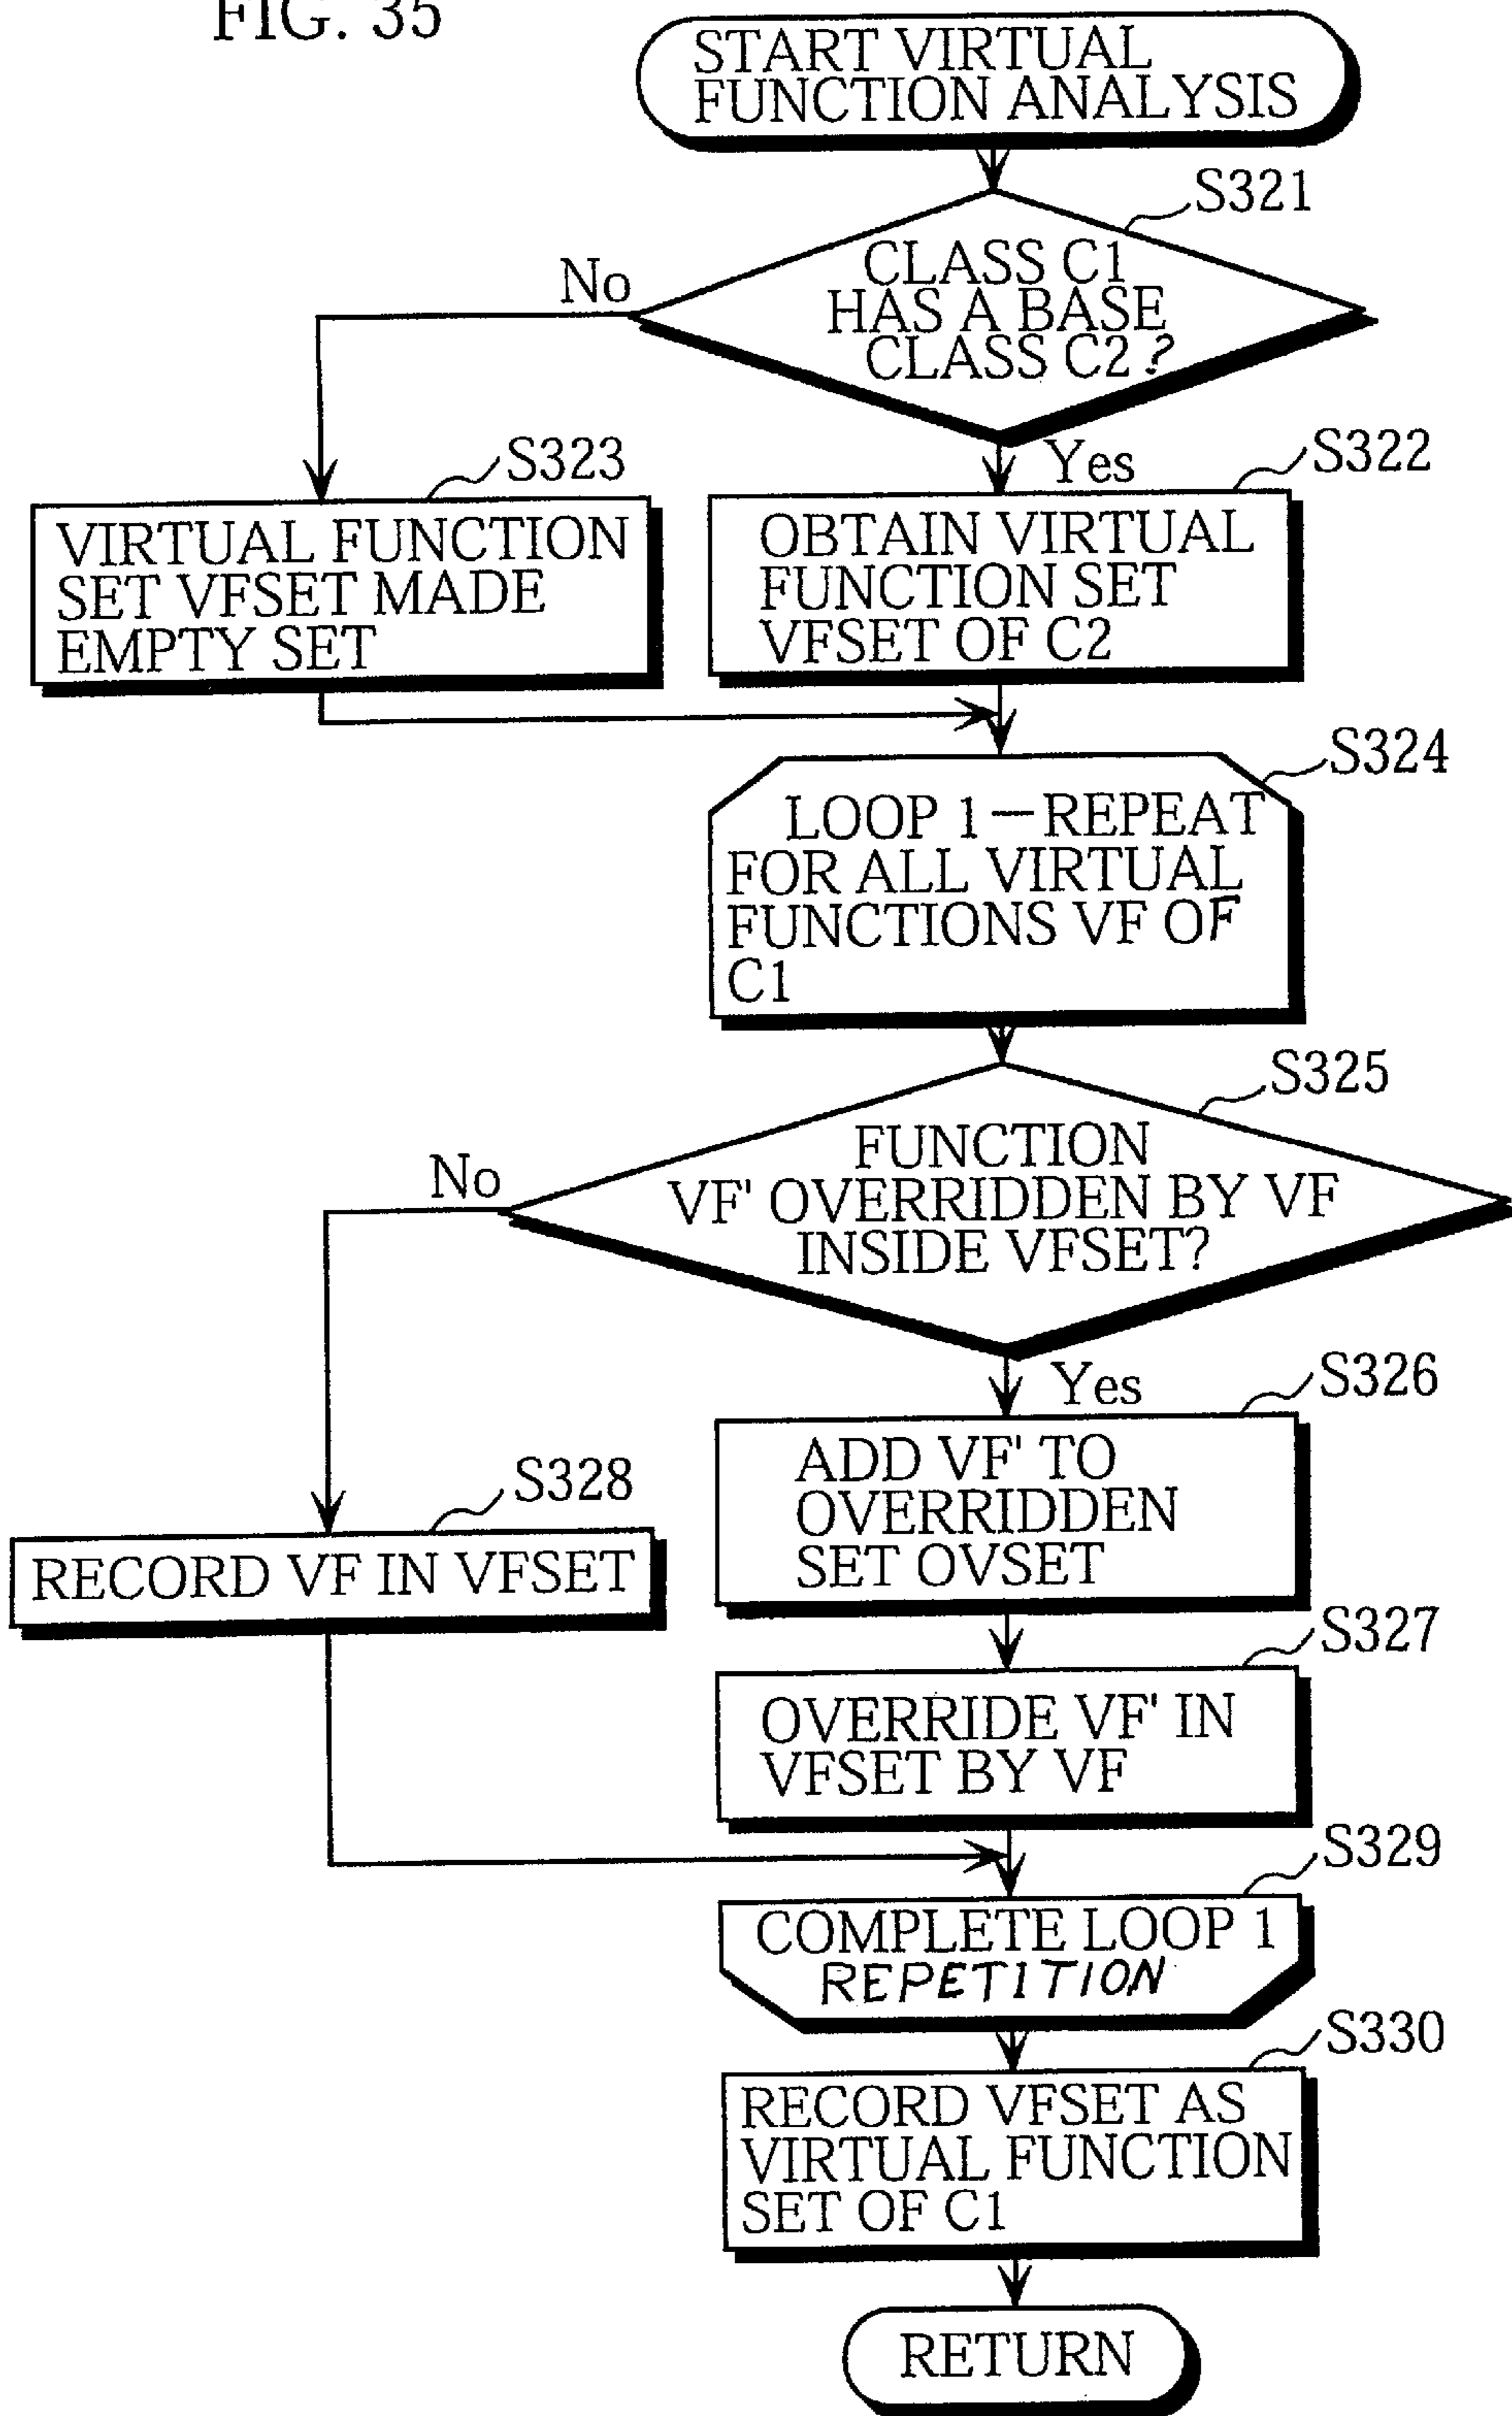 FIG. 35
START VIRTUAL
FUNCTION ANALYSIS
S321
CLASS C1
HAS A BASE
CLASS C2?
No
Yes
S323
VIRTUAL FUNCTION
SET VFSET MADE
EMPTY SET
S322
OBTAIN VIRTUAL
FUNCTION SET
VFSET OF C2
S324
LOOP 1—REPEAT
FOR ALL VIRTUAL
FUNCTIONS VF OF
C1
S325
FUNCTION
VF' OVERRIDDEN BY VF
INSIDE VFSET?
No
Yes
S326
ADD VF' TO
OVERRIDDEN
SET OVSET
S328
RECORD VF IN VFSET
S327
OVERRIDE VF' IN
VFSET BY VF
S329
COMPLETE LOOP 1
REPETITION
S330
RECORD VFSET AS
VIRTUAL FUNCTION
SET OF C1
RETURN